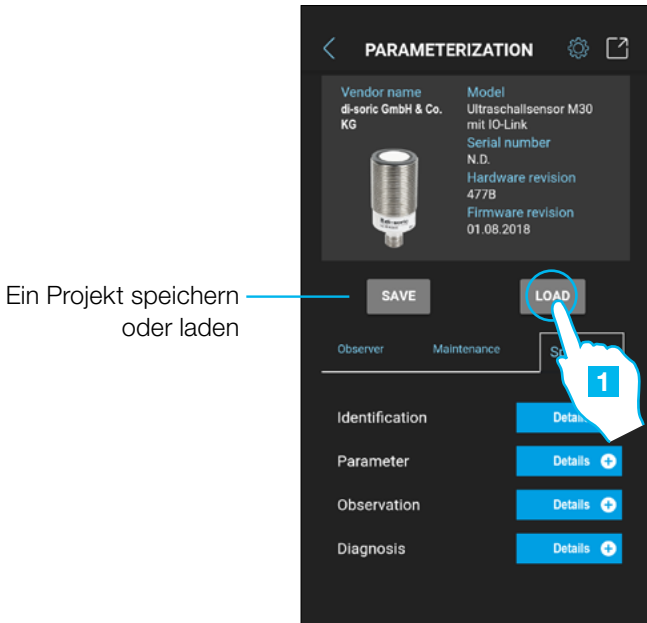 PARAMETERIZATION
Vendor name
di-soric GmbH & Co.
KG
Model
Ultraschallsensor M30
mit IO-Link
Serial number
N.D.
Hardware revision
477B
Firmware revision
01.08.2018
di-soric
Ein Projekt speichern
oder laden
SAVE
LOAD
Observer
Maintenance
1
Identification
Details
Parameter
Details
Observation
Details
Diagnosis
Details